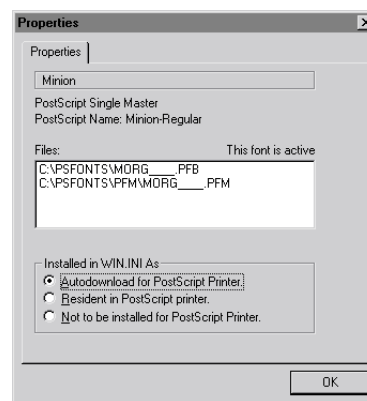 Properties
Properties
Minion
PostScript Single Master
PostScript Name: Minion-Regular
Files: This font is active
C:\PSFONTS\MORG____.PFB
C:\PSFONTS\PFM\MORG____.PFM
Installed in WIN.INI As
Autodownload for PostScript Printer.
Resident in PostScript printer.
Not to be installed for PostScript Printer.
OK